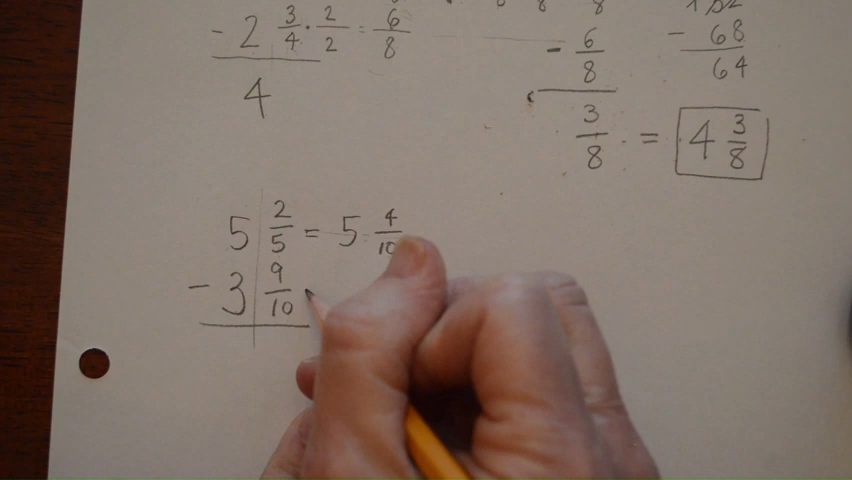 - 2 3/4 · 2/2 = 6/8
4
- 6/8
3/8 = 4 3/8
- 68
64
5 2/5 = 5 4/10
- 3 9/10